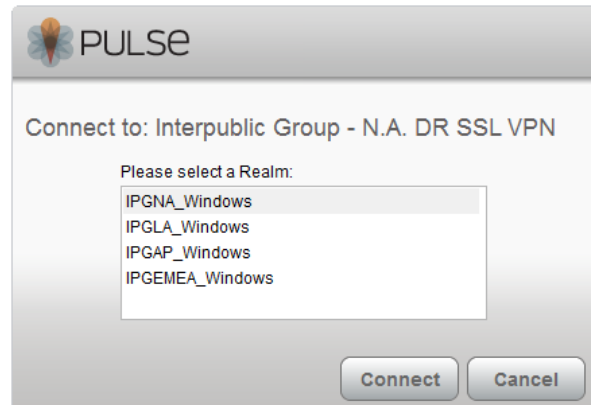 PULSE
Connect to: Interpublic Group - N.A. DR SSL VPN
Please select a Realm:
IPGNA_Windows
IPGLA_Windows
IPGAP_Windows
IPGEMEA_Windows
Connect Cancel